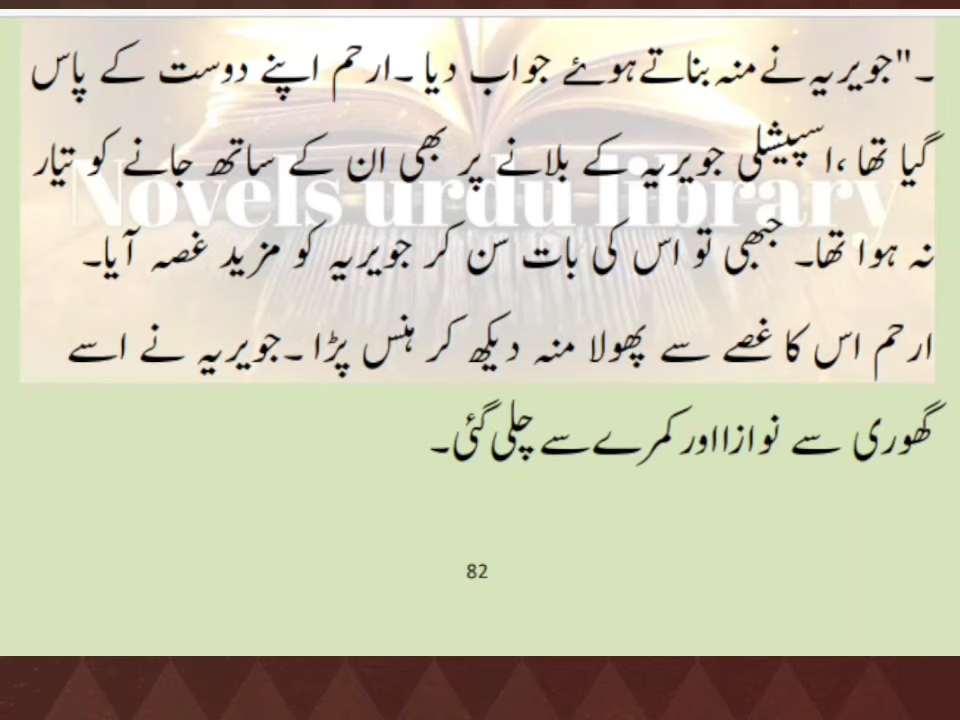 ۔"جویریہ نے منہ بناتے ہوئے جواب دیا۔ارحم اپنے دوست کے پاس
گیا تھا ،اسپیشلی جویریہ کے بلانے پر بھی ان کے ساتھ جانے کو تیار
Novels urdu library
نہ ہوا تھا۔ جبھی تو اس کی بات سن کر جویریہ کو مزید غصہ آیا۔
ارحم اس کا غصے سے پھولا منہ دیکھ کر ہنس پڑا ۔جویریہ نے اسے
گھوری سے نوازا اور کمرے سے چلی گئی۔
82